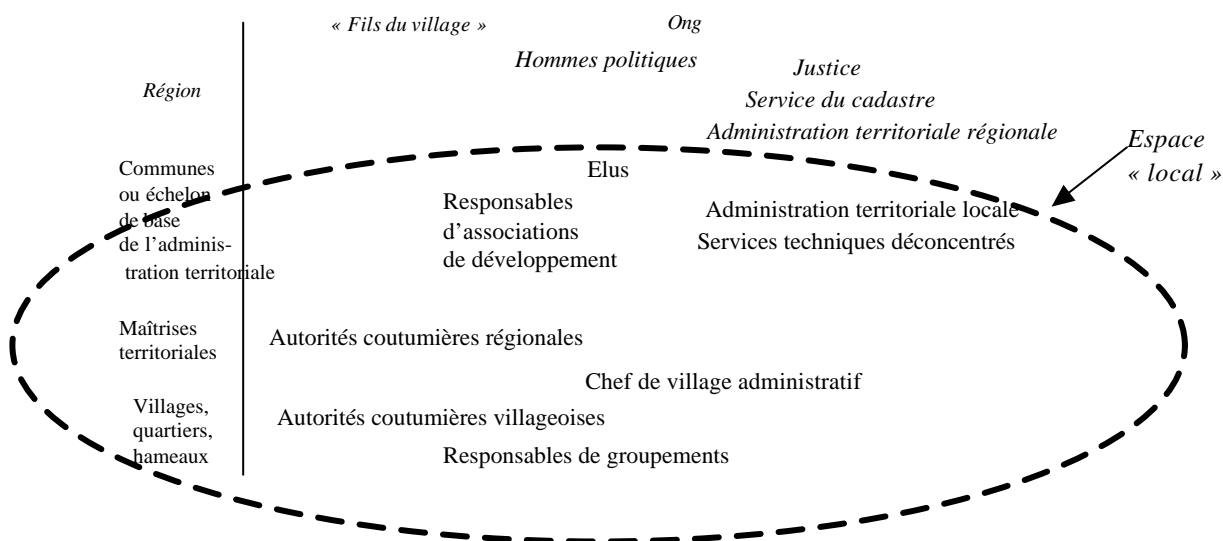 « Fils du village »
Ong
Hommes politiques
Justice
Région
Service du cadastre
Administration territoriale régionale
Espace
« local »
Communes
ou échelon
de base
de l’adminis-
tration territoriale
Elus
Responsables
d’associations
de développement
Administration territoriale locale
Services techniques déconcentrés
Maîtrises
territoriales
Autorités coutumières régionales
Chef de village administratif
Villages,
quartiers,
hameaux
Autorités coutumières villageoises
Responsables de groupements